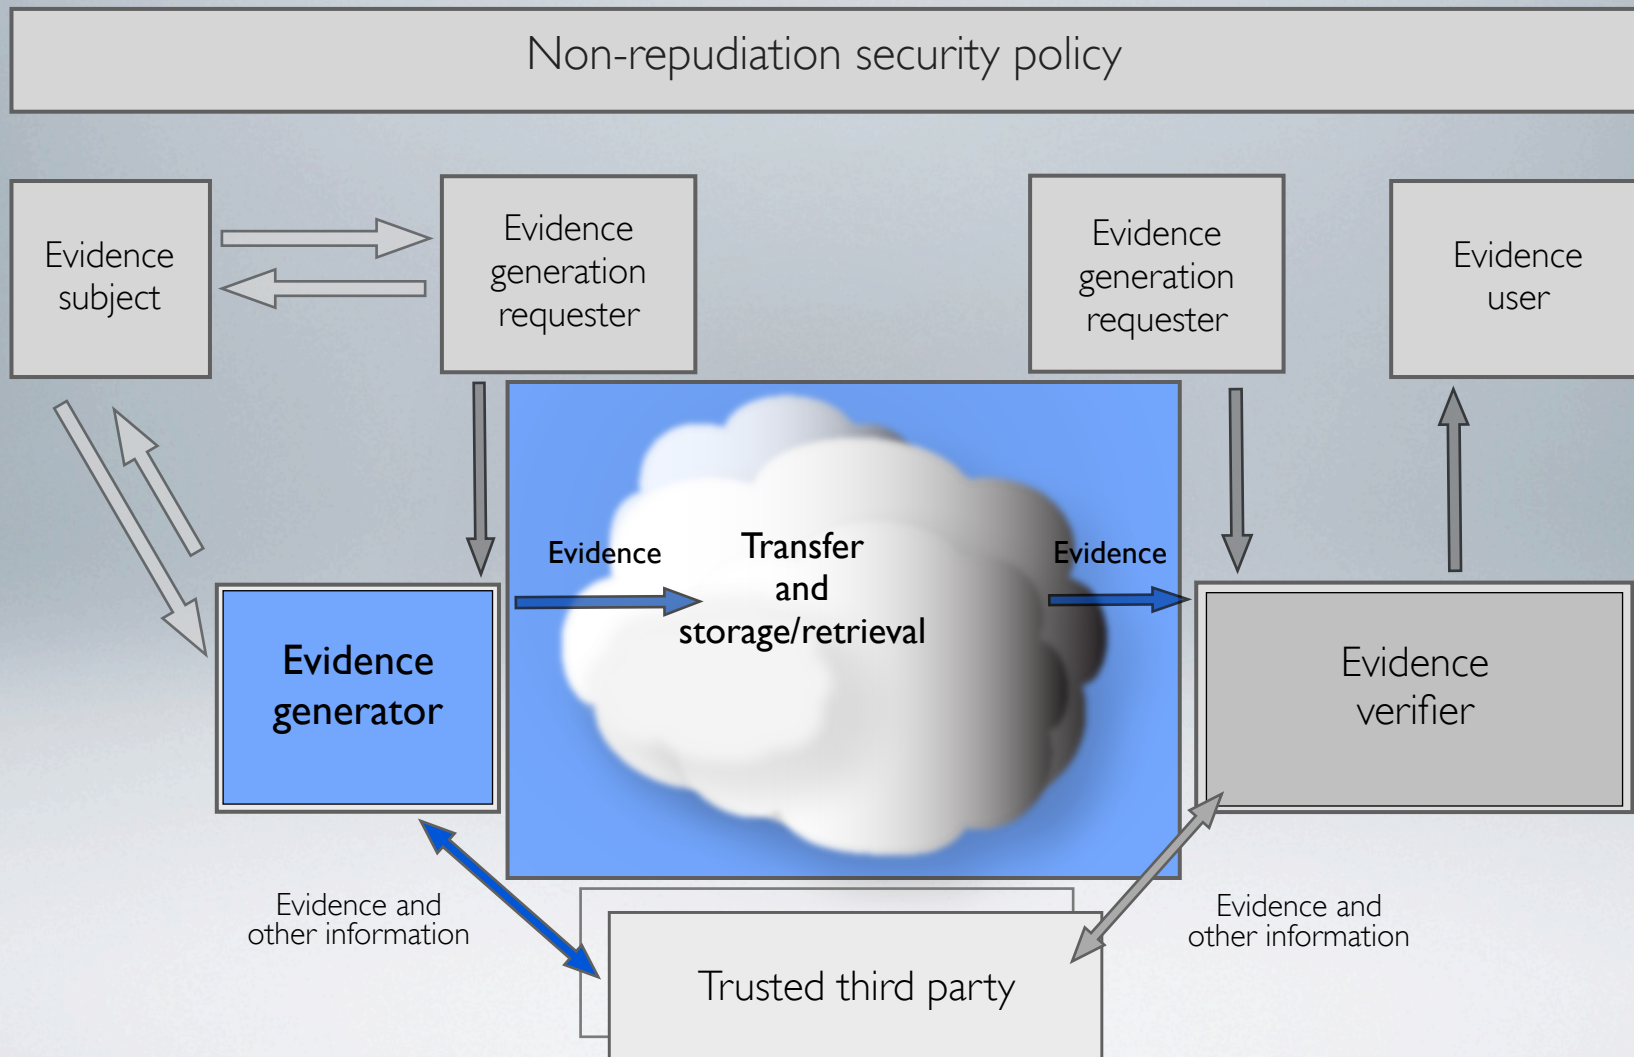 Non-repudiation security policy
Evidence
subject
Evidence
generation
requester
Evidence
generation
requester
Evidence
user
Evidence
Transfer
and
storage/retrieval
Evidence
Evidence
generator
Evidence
verifier
Evidence and
other information
Evidence and
other information
Trusted third party